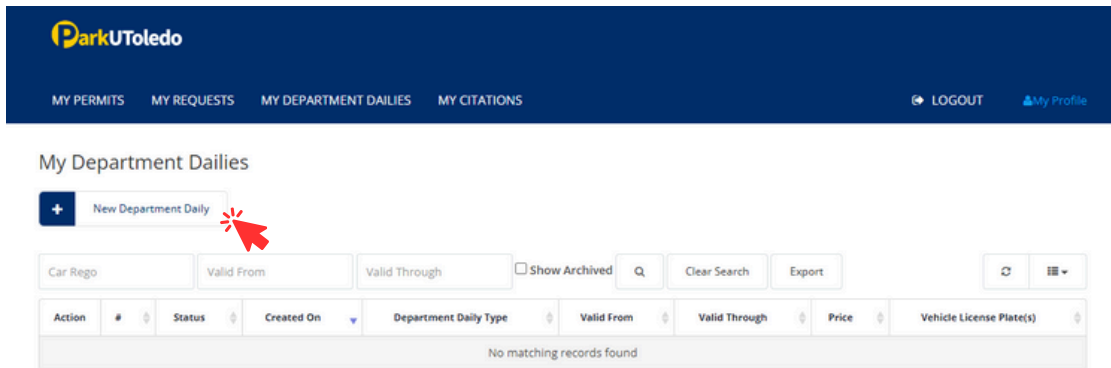 ParkUToledo
MY PERMITS MY REQUESTS MY DEPARTMENT DAILIES MY CITATIONS LOGOUT My Profile
My Department Dailies
+ New Department Daily
Car Rego Valid From Valid Through Show Archived Clear Search Export
Action # Status Created On Department Daily Type Valid From Valid Through Price Vehicle License Plate(s)
No matching records found